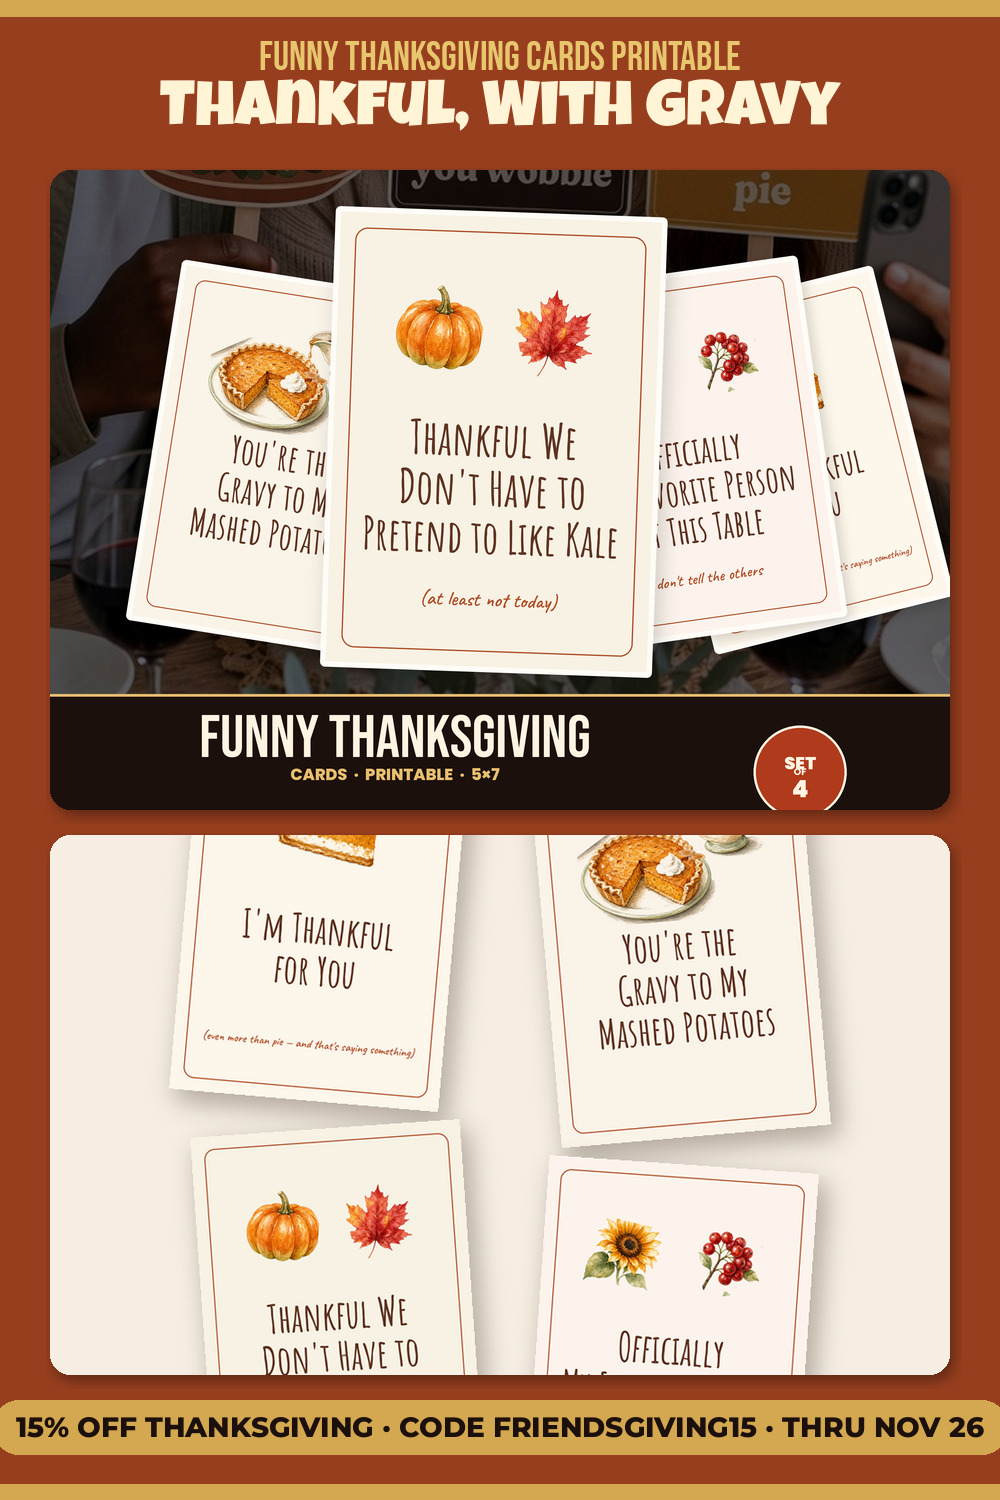 FUNNY THANKSGIVING CARDS PRINTABLE
THANKFUL, WITH GRAVY
you wobble
pie
YOU'RE TH
GRAVY TO M
MASHED POTAT
THANKFUL WE
DON'T HAVE TO
PRETEND TO LIKE KALE
(at least not today)
FFICIALLY
VORITE PERSON
THIS TABLE
don't tell the others
KFUL
U
t's saying something)
FUNNY THANKSGIVING
CARDS · PRINTABLE · 5×7
SET
OF
4
I'M THANKFUL
FOR YOU
(even more than pie — and that's saying something)
YOU'RE THE
GRAVY TO MY
MASHED POTATOES
THANKFUL WE
DON'T HAVE TO
OFFICIALLY
15% OFF THANKSGIVING · CODE FRIENDSGIVING15 · THRU NOV 26